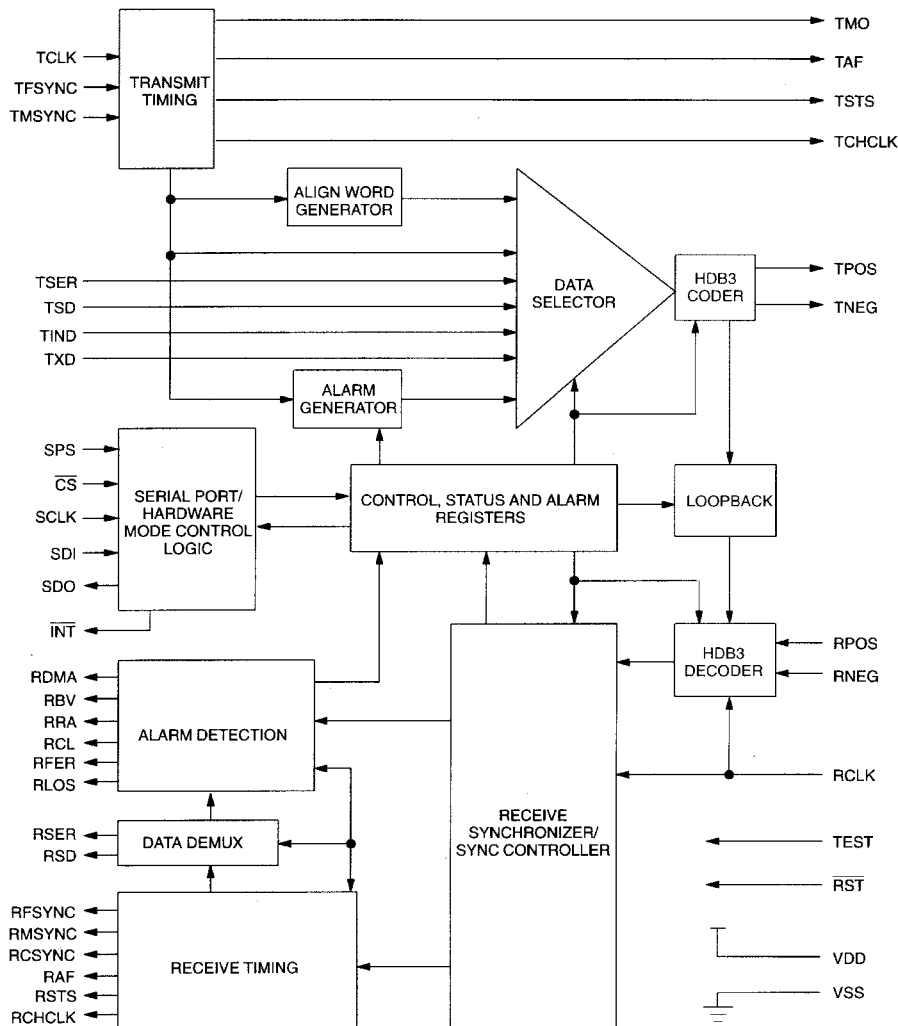 TCLK
TFSYNC
TMSYNC
TRANSMIT
TIMING
TMO
TAF
TSTS
TCHCLK
ALIGN WORD
GENERATOR
TSER
TSD
TIND
TXD
DATA
SELECTOR
HDB3
CODER
TPOS
TNEG
ALARM
GENERATOR
SPS
CS
SCLK
SDI
SDO
INT
SERIAL PORT/
HARDWARE
MODE CONTROL
LOGIC
CONTROL, STATUS AND ALARM
REGISTERS
LOOPBACK
HDB3
DECODER
RPOS
RNEG
RCLK
RDMA
RBV
RRA
RCL
RFER
RLOS
ALARM DETECTION
RSER
RSD
DATA DEMUX
RECEIVE
SYNCHRONIZER/
SYNC CONTROLLER
TEST
RST
VDD
VSS
RFSYNC
RMSYNC
RCSYNC
RAF
RSTS
RCHCLK
RECEIVE TIMING